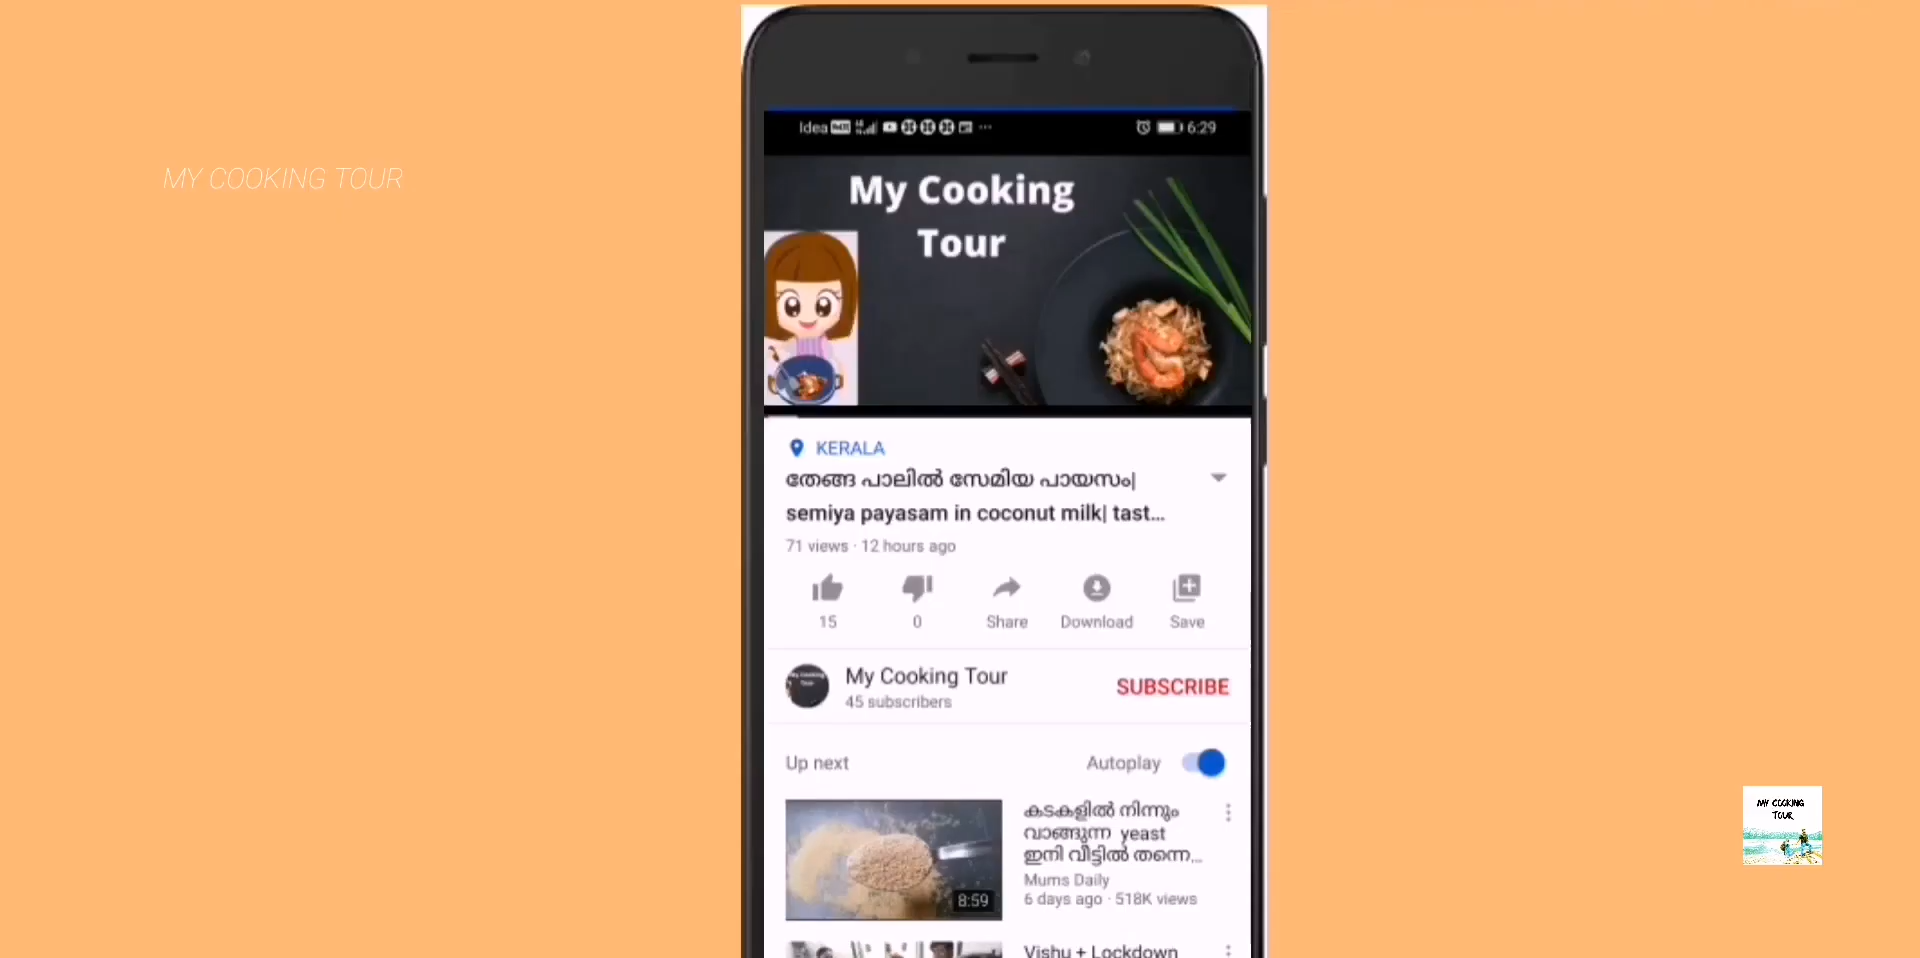 MY COOKING TOUR
Idea 6:29
My Cooking
Tour
KERALA
തേങ്ങ പാലിൽ സേമിയ പായസം|
semiya payasam in coconut milk| tast...
71 views · 12 hours ago
15 0 Share Download Save
My Cooking Tour
45 subscribers
SUBSCRIBE
Up next Autoplay
കടകളിൽ നിന്നും
വാങ്ങുന്ന yeast
ഇനി വീട്ടിൽ തന്നെ...
Mums Daily
6 days ago · 518K views
8:59
Vishu + Lockdown
MY COOKING
TOUR